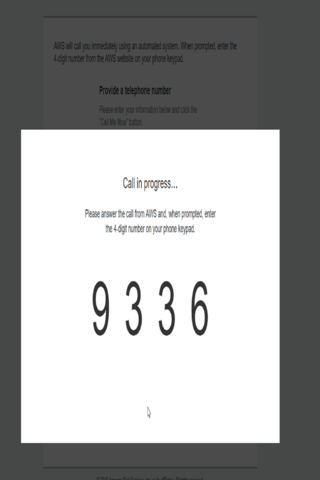 AWS will call you immediately using an automated system. When prompted, enter the
4-digit number from the AWS website on your phone keypad.
Provide a telephone number
Please enter your information below and click the
"Call Me Now" button.
Call in progress...
Please answer the call from AWS and, when prompted, enter
the 4-digit number on your phone keypad.
9 3 3 6